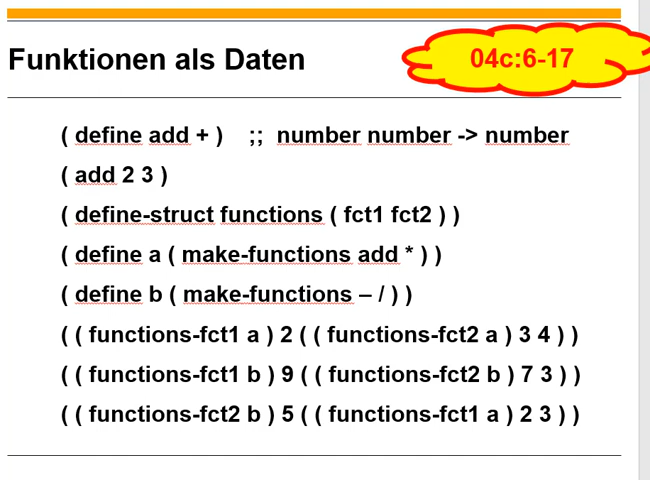 Funktionen als Daten
04c:6-17
( define add + ) ;; number number -> number
( add 2 3 )
( define-struct functions ( fct1 fct2 ) )
( define a ( make-functions add * ) )
( define b ( make-functions – / ) )
( ( functions-fct1 a ) 2 ( ( functions-fct2 a ) 3 4 ) )
( ( functions-fct1 b ) 9 ( ( functions-fct2 b ) 7 3 ) )
( ( functions-fct2 b ) 5 ( ( functions-fct1 a ) 2 3 ) )